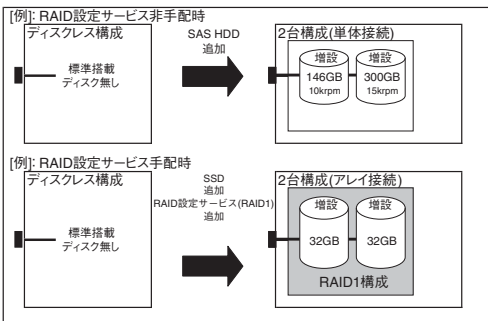 [例]: RAID設定サービス非手配時
ディスクレス構成
標準搭載
ディスク無し
SAS HDD
追加
2台構成(単体接続)
増設
146GB
10krpm
増設
300GB
15krpm
[例]: RAID設定サービス手配時
ディスクレス構成
標準搭載
ディスク無し
SSD
追加
RAID設定サービス(RAID1)
追加
2台構成(アレイ接続)
増設
32GB
増設
32GB
RAID1構成